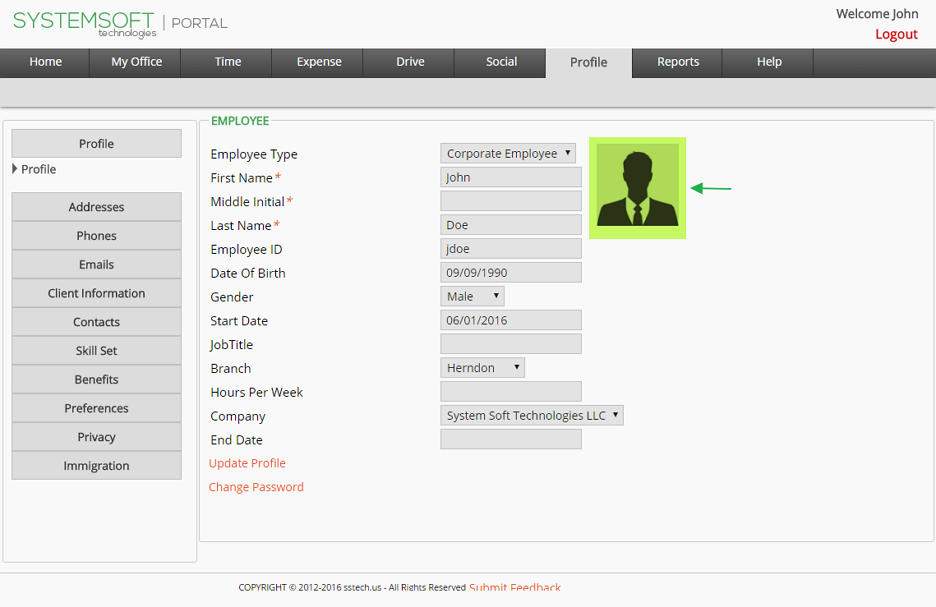 SYSTEMSOFT | PORTAL
technologies
Welcome John
Logout
Home My Office Time Expense Drive Social Profile Reports Help
Profile
Profile
Addresses
Phones
Emails
Client Information
Contacts
Skill Set
Benefits
Preferences
Privacy
Immigration
EMPLOYEE
Employee Type Corporate Employee
First Name* John
Middle Initial*
Last Name* Doe
Employee ID jdoe
Date Of Birth 09/09/1990
Gender Male
Start Date 06/01/2016
JobTitle
Branch Herndon
Hours Per Week
Company System Soft Technologies LLC
End Date
Update Profile
Change Password
COPYRIGHT © 2012-2016 sstech.us - All Rights Reserved Submit Feedback